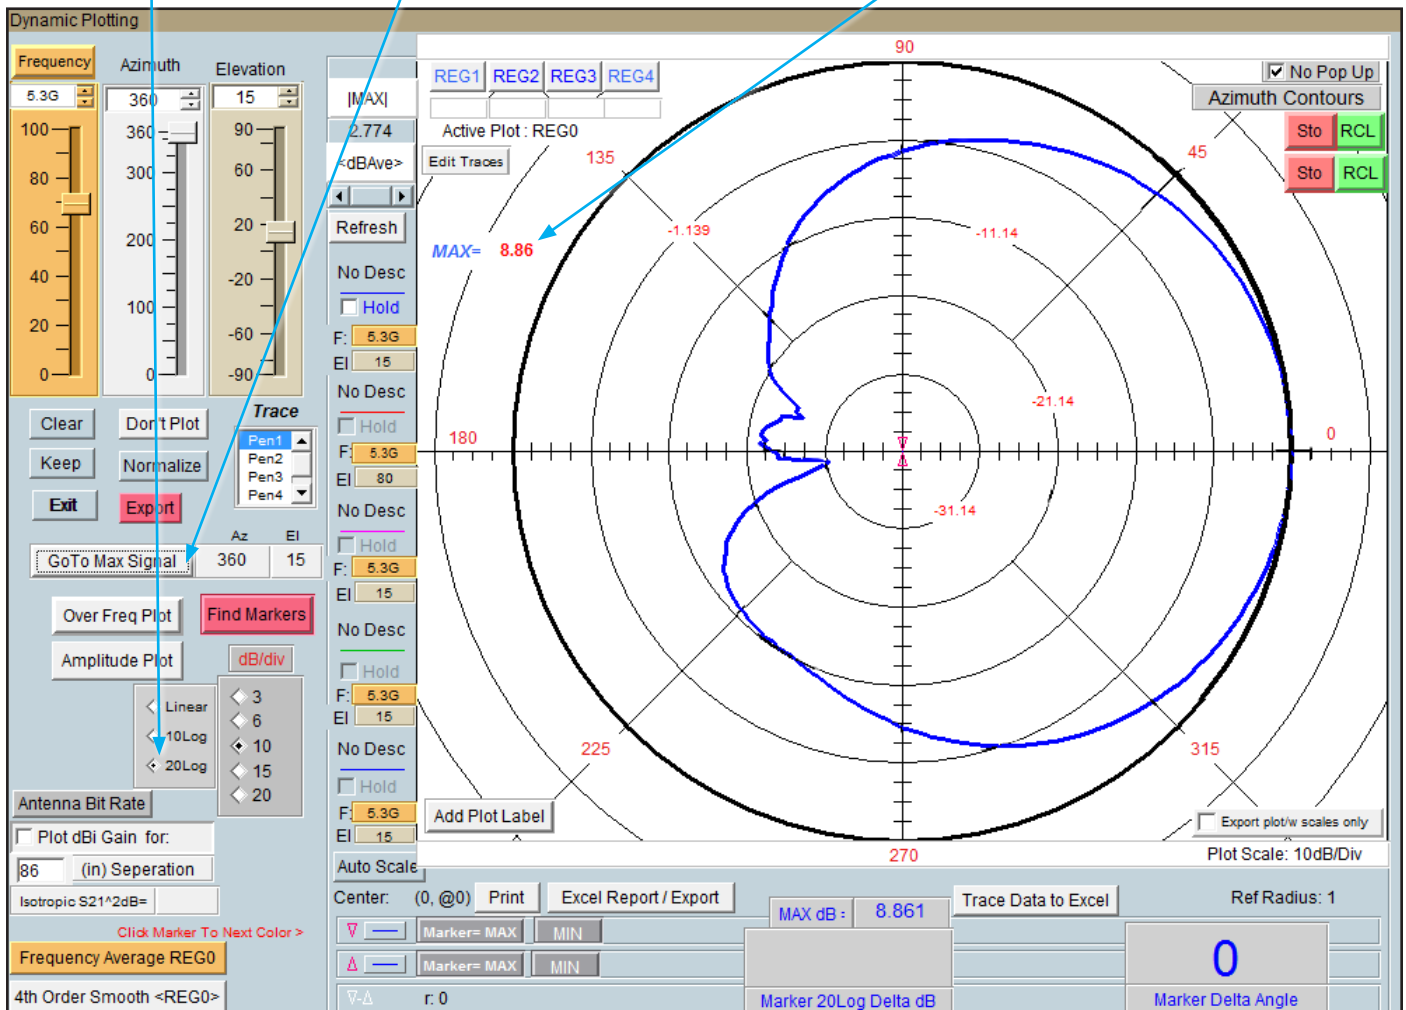 Dynamic Plotting
Frequency
Azimuth
Elevation
5.3G
360
15
100
80
60
40
20
0
360
300
200
100
0
90
60
20
-20
-60
-90
Clear
Don't Plot
Keep
Normalize
Exit
Export
Trace
Pen1
Pen2
Pen3
Pen4
Az
El
GoTo Max Signal
360
15
Over Freq Plot
Find Markers
Amplitude Plot
dB/div
Linear
10Log
20Log
3
6
10
15
20
Antenna Bit Rate
Plot dBi Gain for:
86
(in) Seperation
Isotropic S21^2dB=
Click Marker To Next Color >
Frequency Average REG0
4th Order Smooth <REG0>
|MAX|
2.774
<dBAve>
Refresh
No Desc
Hold
F: 5.3G
El 15
No Desc
Hold
F: 5.3G
El 80
No Desc
Hold
F: 5.3G
El 15
No Desc
Hold
F: 5.3G
El 15
No Desc
Hold
F: 5.3G
El 15
Auto Scale
90
REG1 REG2 REG3 REG4
Active Plot : REG0
Edit Traces
No Pop Up
Azimuth Contours
Sto RCL
Sto RCL
135
45
-1.139
-11.14
MAX= 8.86
-21.14
180
0
-31.14
225
315
Add Plot Label
Export plot/w scales only
270
Plot Scale: 10dB/Div
Center: (0, @0)
Print
Excel Report / Export
MAX dB : 8.861
Trace Data to Excel
Ref Radius: 1
Marker= MAX
MIN
Marker= MAX
MIN
∇-Δ r: 0
Marker 20Log Delta dB
0
Marker Delta Angle